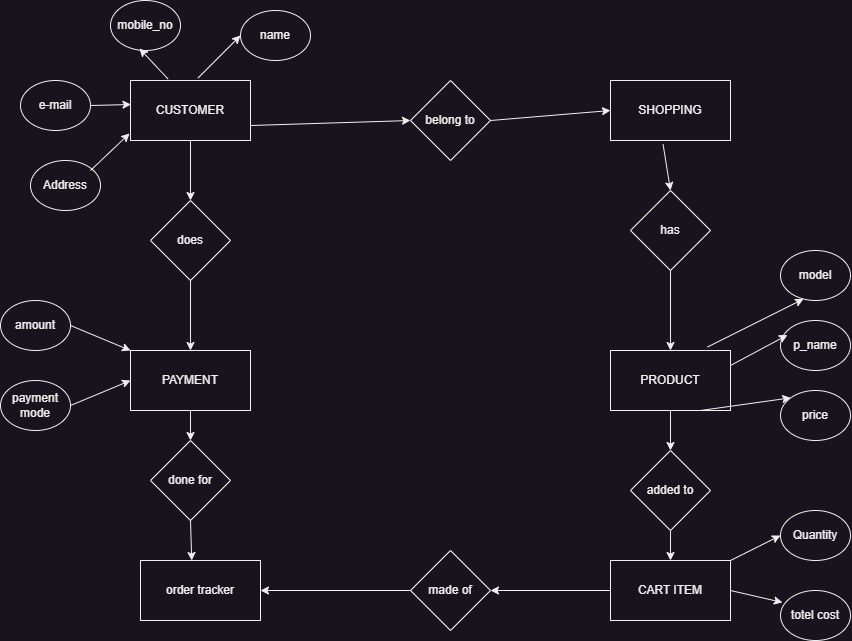 mobile_no
name
e-mail
CUSTOMER
belong to
SHOPPING
Address
does
has
model
amount
p_name
PAYMENT
PRODUCT
payment
mode
price
done for
added to
Quantity
order tracker
made of
CART ITEM
totel cost